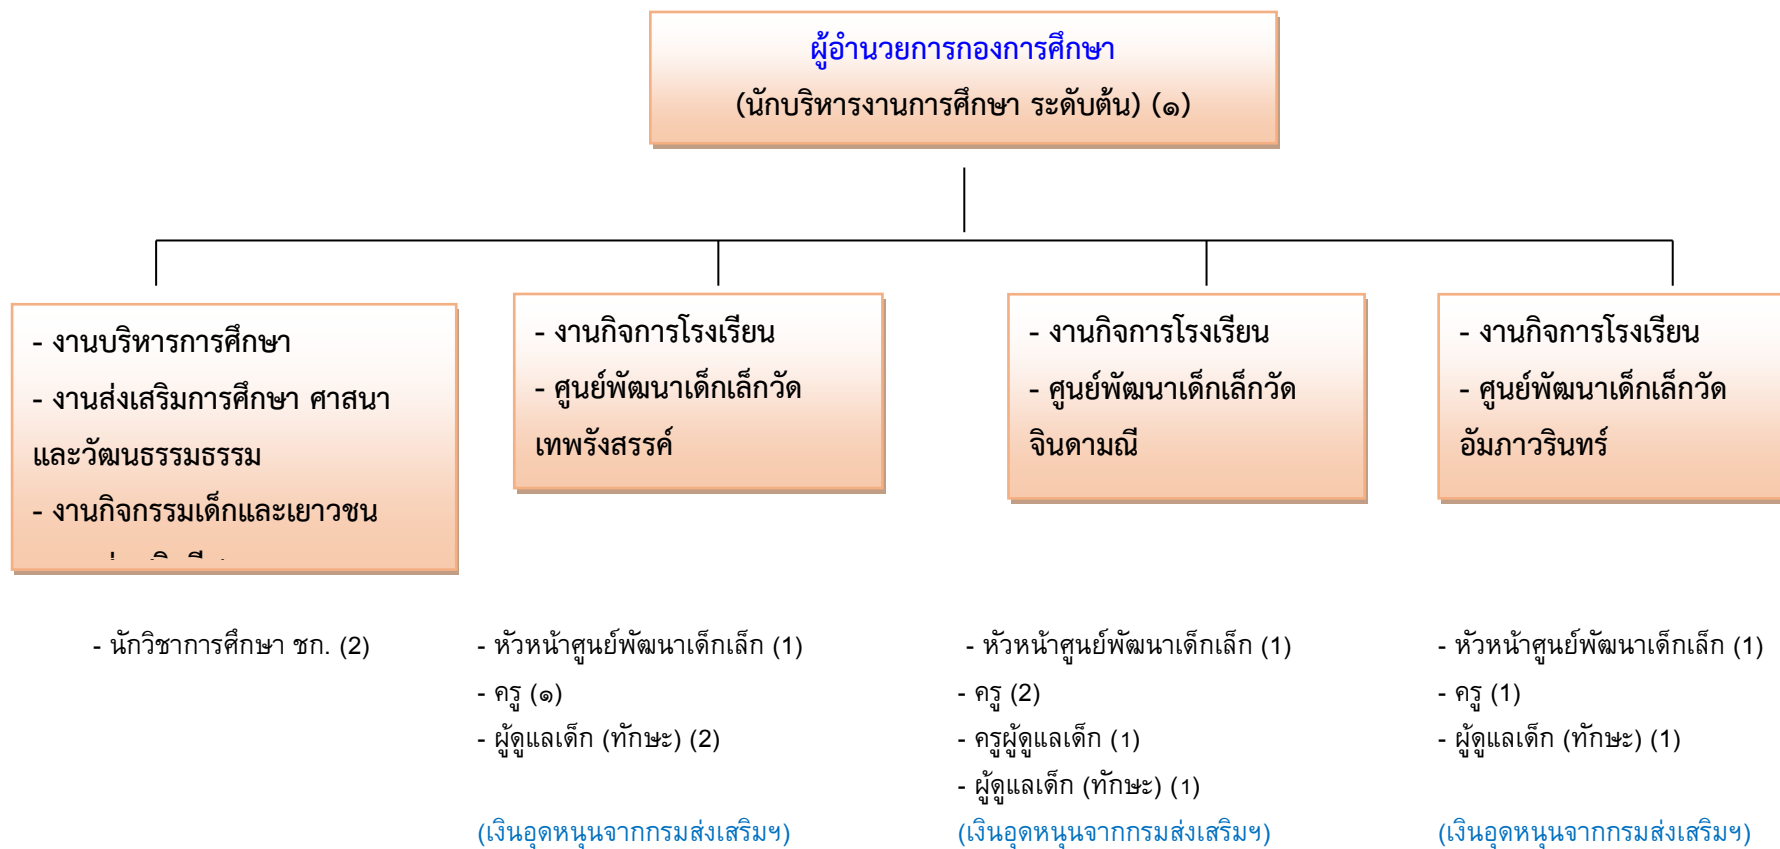 ผู้อำนวยการกองการศึกษา
(นักบริหารงานการศึกษา ระดับต้น) (๑)
- งานบริหารการศึกษา
- งานส่งเสริมการศึกษา ศาสนา
และวัฒนธรรมธรรม
- งานกิจกรรมเด็กและเยาวชน
- งานกิจการโรงเรียน
- ศูนย์พัฒนาเด็กเล็กวัด
เทพรังสรรค์
- งานกิจการโรงเรียน
- ศูนย์พัฒนาเด็กเล็กวัด
จินดามณี
- งานกิจการโรงเรียน
- ศูนย์พัฒนาเด็กเล็กวัด
อัมภาวรินทร์
- นักวิชาการศึกษา ชก. (2)
- หัวหน้าศูนย์พัฒนาเด็กเล็ก (1)
- ครู (๑)
- ผู้ดูแลเด็ก (ทักษะ) (2)
(เงินอุดหนุนจากกรมส่งเสริมฯ)
- หัวหน้าศูนย์พัฒนาเด็กเล็ก (1)
- ครู (2)
- ครูผู้ดูแลเด็ก (1)
- ผู้ดูแลเด็ก (ทักษะ) (1)
(เงินอุดหนุนจากกรมส่งเสริมฯ)
- หัวหน้าศูนย์พัฒนาเด็กเล็ก (1)
- ครู (1)
- ผู้ดูแลเด็ก (ทักษะ) (1)
(เงินอุดหนุนจากกรมส่งเสริมฯ)